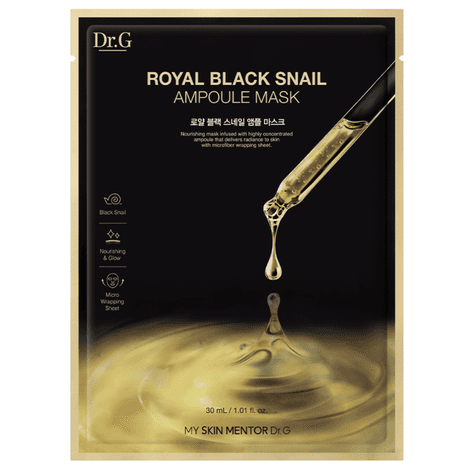 Dr.G
ROYAL BLACK SNAIL
AMPOULE MASK
로얄 블랙 스네일 앰플 마스크
Nourishing mask infused with highly concentrated
ampoule that delivers radiance to skin
with microfiber wrapping sheet.
Black Snail
Nourishing
& Glow
Micro
Wrapping
Sheet
30 mL / 1.01 fl. oz.
MY SKIN MENTOR Dr.G